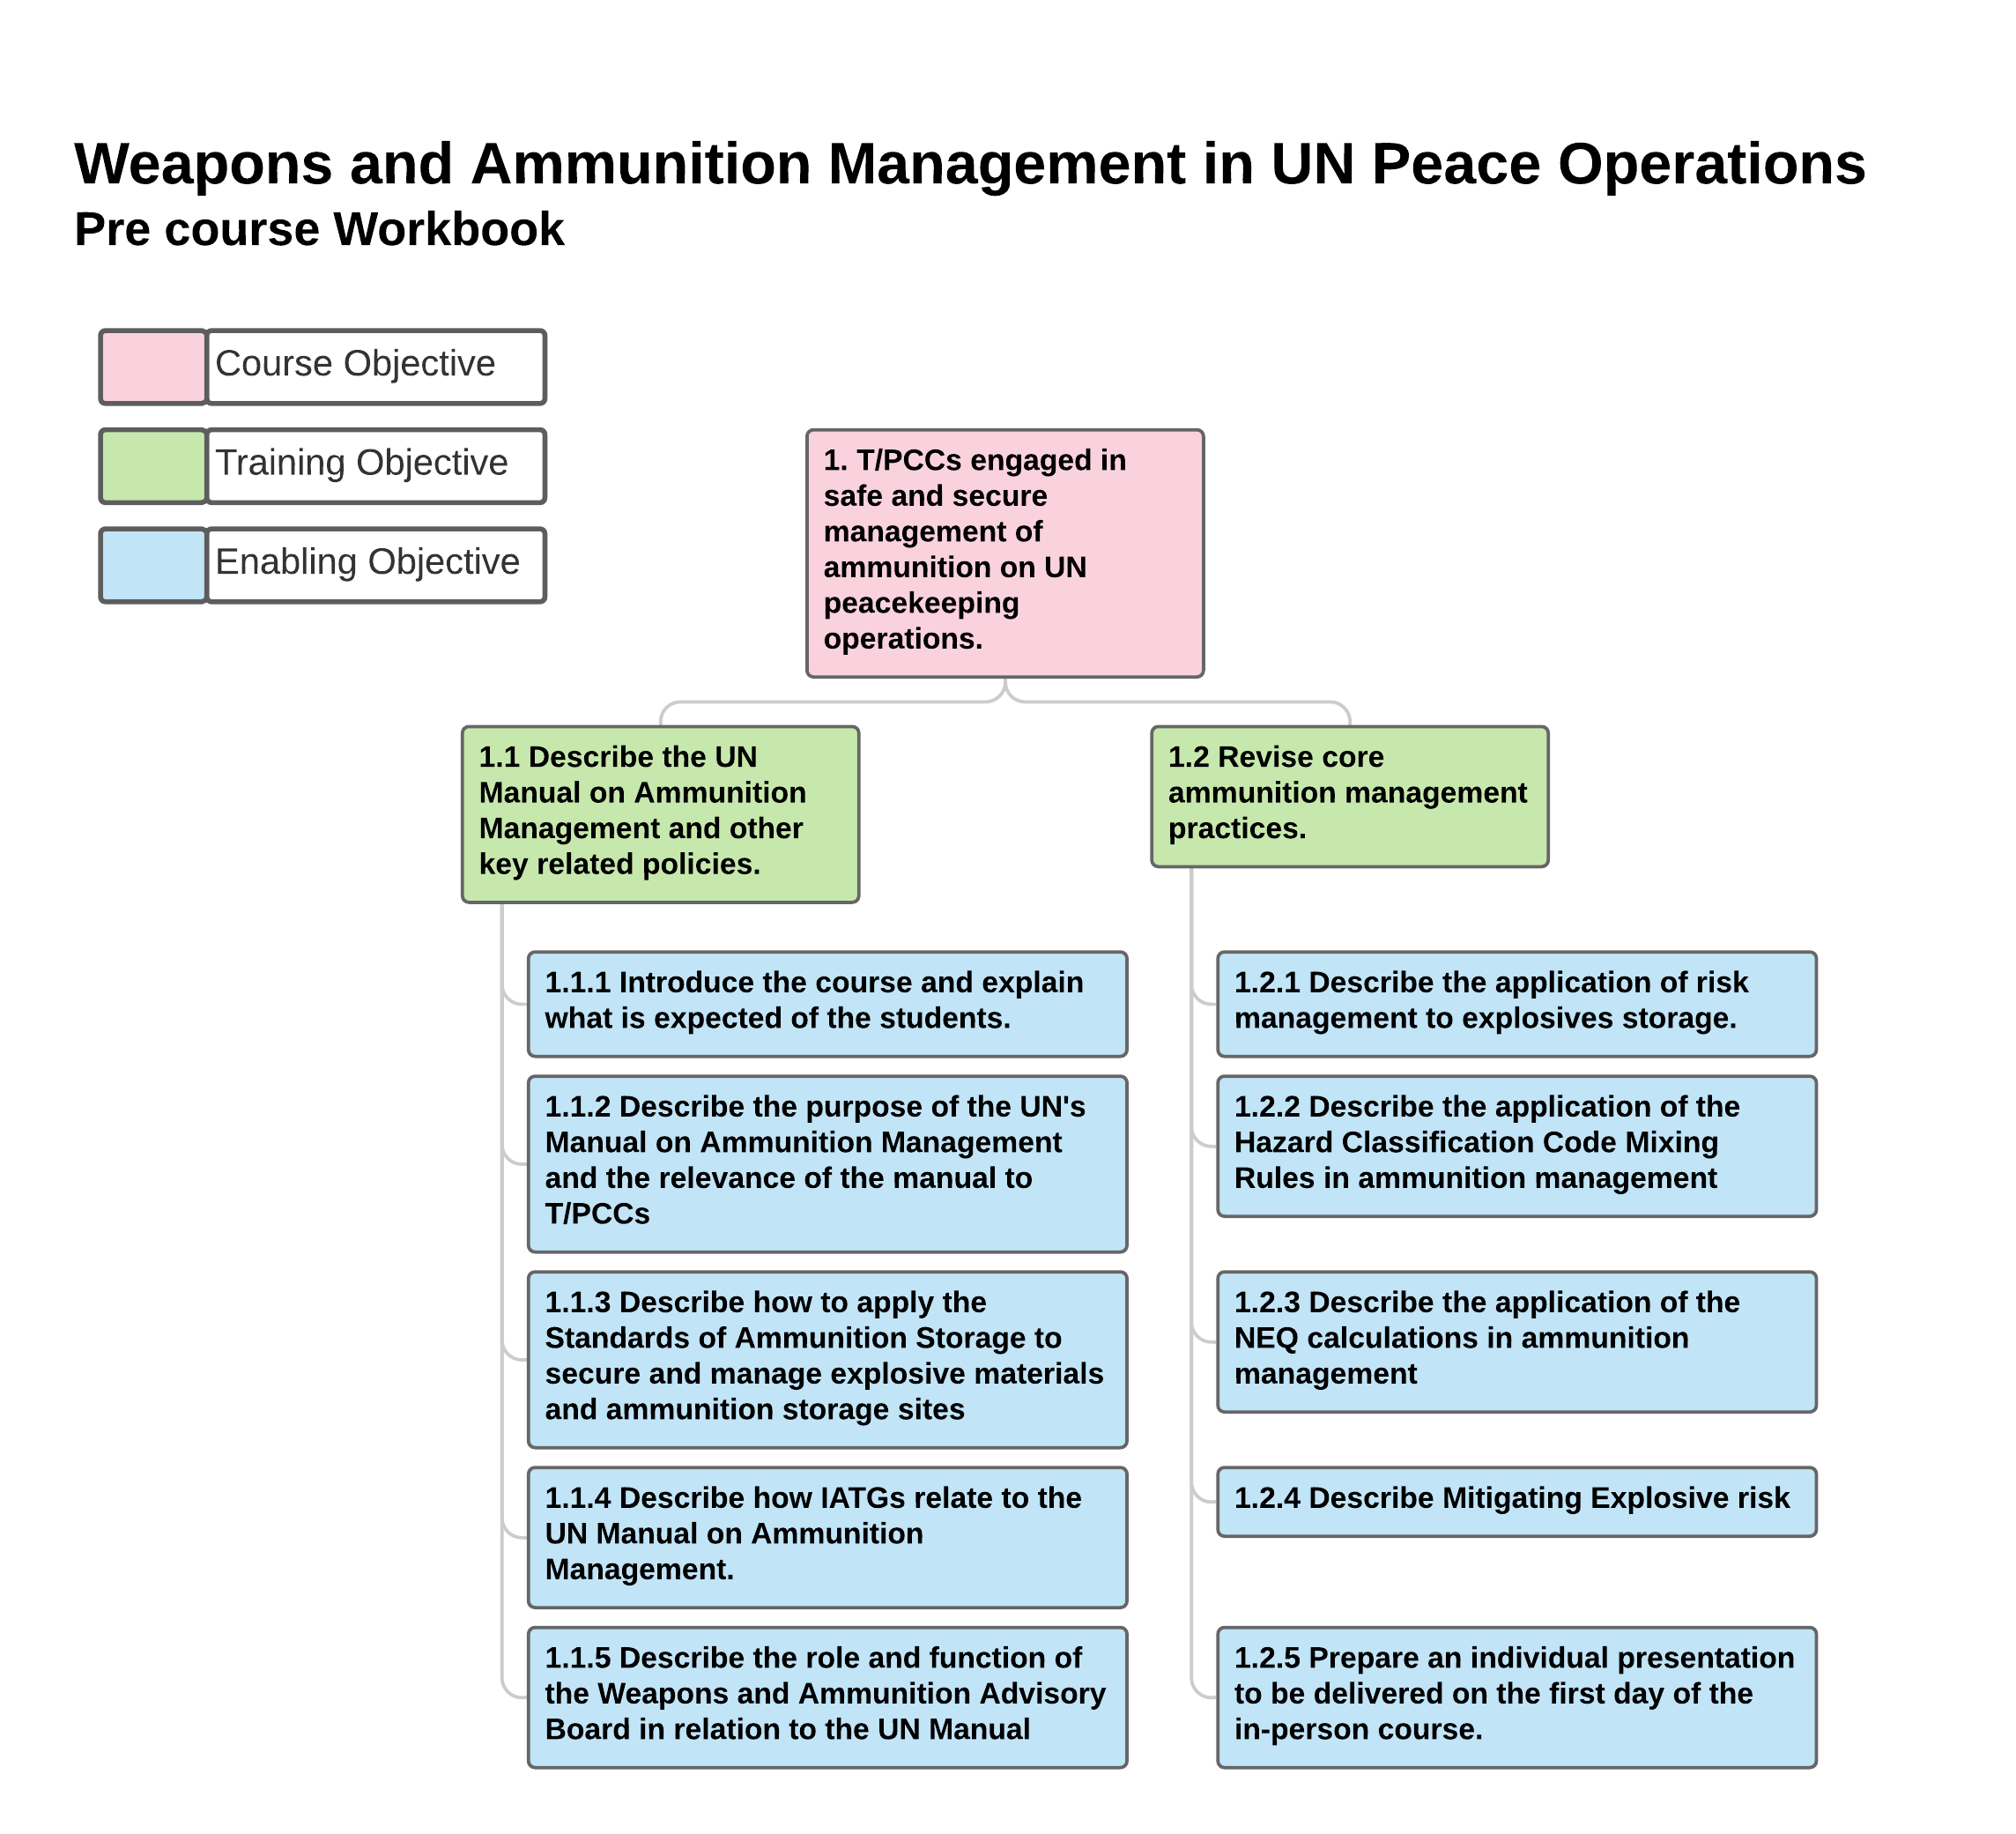 Weapons and Ammunition Management in UN Peace Operations
Pre course Workbook
Course Objective
Training Objective
Enabling Objective
1. T/PCCs engaged in
safe and secure
management of
ammunition on UN
peacekeeping
operations.
1.1 Describe the UN
Manual on Ammunition
Management and other
key related policies.
1.1.1 Introduce the course and explain
what is expected of the students.
1.1.2 Describe the purpose of the UN's
Manual on Ammunition Management
and the relevance of the manual to
T/PCCs
1.1.3 Describe how to apply the
Standards of Ammunition Storage to
secure and manage explosive materials
and ammunition storage sites
1.1.4 Describe how IATGs relate to the
UN Manual on Ammunition
Management.
1.1.5 Describe the role and function of
the Weapons and Ammunition Advisory
Board in relation to the UN Manual
1.2 Revise core
ammunition management
practices.
1.2.1 Describe the application of risk
management to explosives storage.
1.2.2 Describe the application of the
Hazard Classification Code Mixing
Rules in ammunition management
1.2.3 Describe the application of the
NEQ calculations in ammunition
management
1.2.4 Describe Mitigating Explosive risk
1.2.5 Prepare an individual presentation
to be delivered on the first day of the
in-person course.